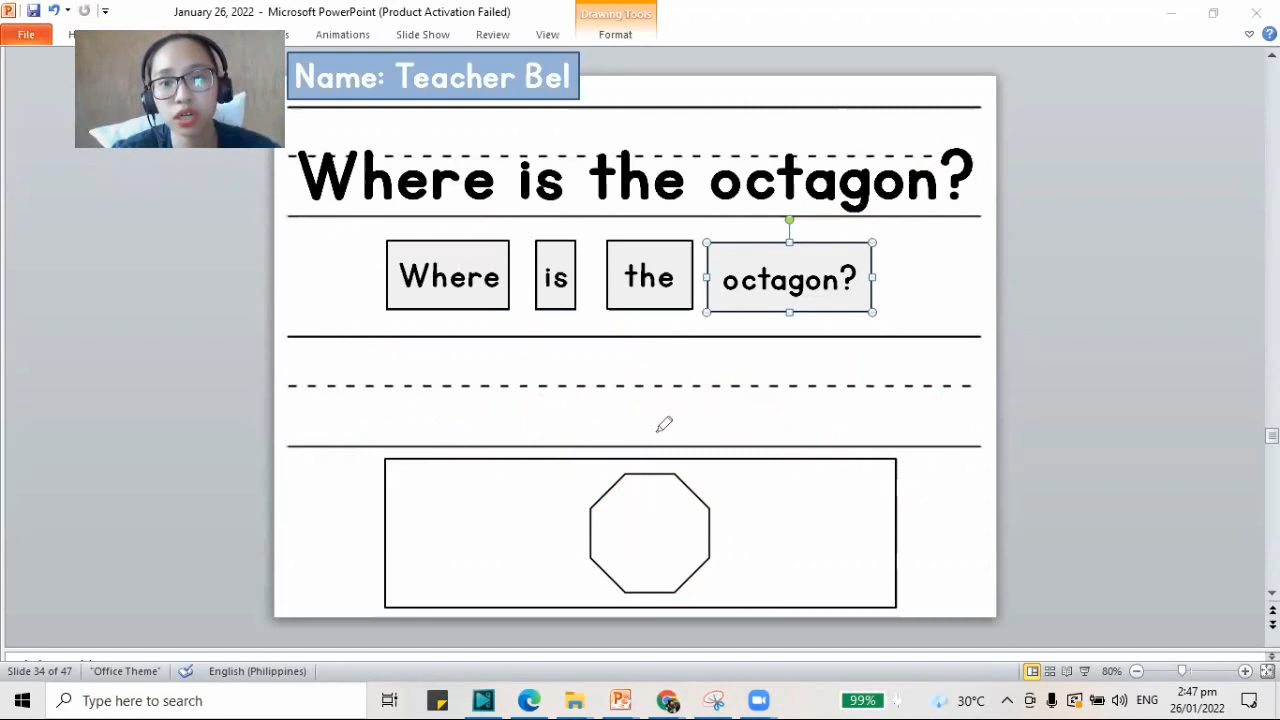 January 26, 2022 - Microsoft PowerPoint (Product Activation Failed)
Drawing Tools
File
Animations
Slide Show
Review
View
Format
Name: Teacher Bel
Where is the octagon?
Where is the octagon?
Slide 34 of 47
"Office Theme"
English (Philippines)
80%
Type here to search
99%
30°C
ENG
2:47 pm
26/01/2022